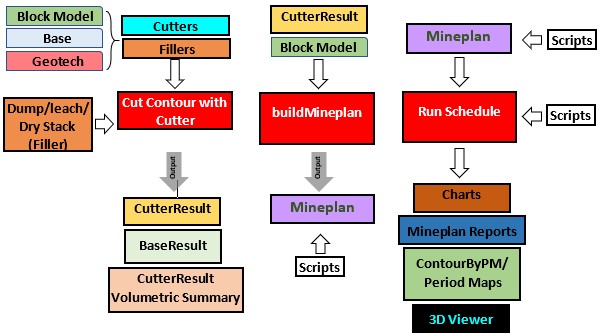 Block Model
Base
Geotech
Cutters
Fillers
Dump/leach/
Dry Stack
(Filler)
Cut Contour with
Cutter
Output
CutterResult
BaseResult
CutterResult
Volumetric Summary
CutterResult
Block Model
buildMineplan
Output
Mineplan
Scripts
Mineplan
Scripts
Run Schedule
Scripts
Charts
Mineplan Reports
ContourByPM/
Period Maps
3D Viewer